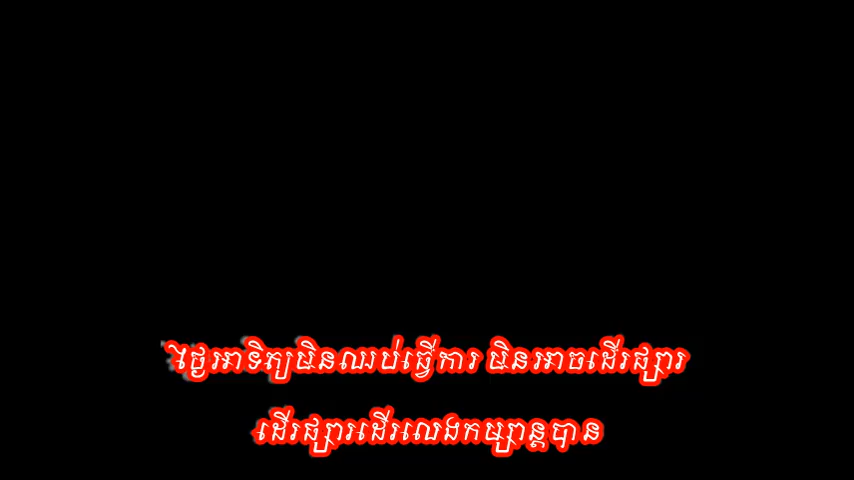 ថ្ងៃអាទិត្យមិនឈប់ធ្វើការ មិនអាចដើរផ្សារ
ដើរផ្សារដើរលេងកម្សាន្តបាន